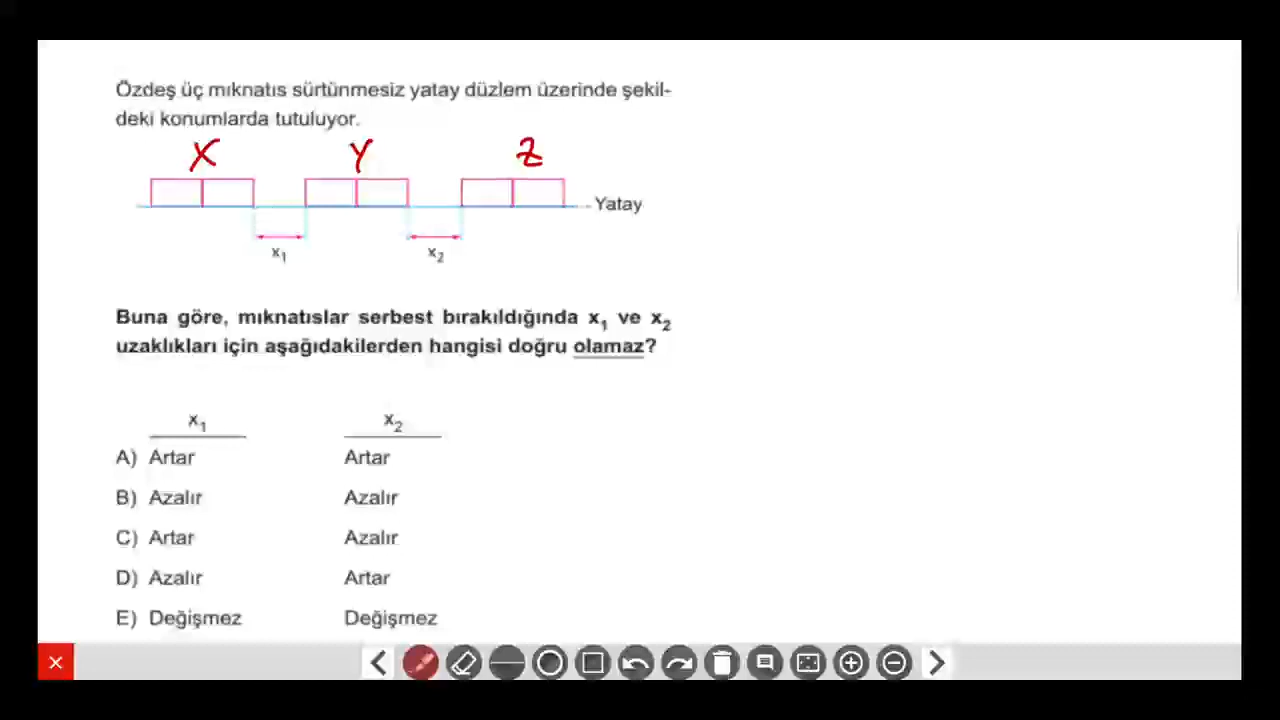 Özdeş üç mıknatıs sürtünmesiz yatay düzlem üzerinde şekil-
deki konumlarda tutuluyor.
X Y Z
Yatay
x₁ x₂
Buna göre, mıknatıslar serbest bırakıldığında x₁ ve x₂
uzaklıkları için aşağıdakilerden hangisi doğru olamaz?
x₁ x₂
A) Artar Artar
B) Azalır Azalır
C) Artar Azalır
D) Azalır Artar
E) Değişmez Değişmez